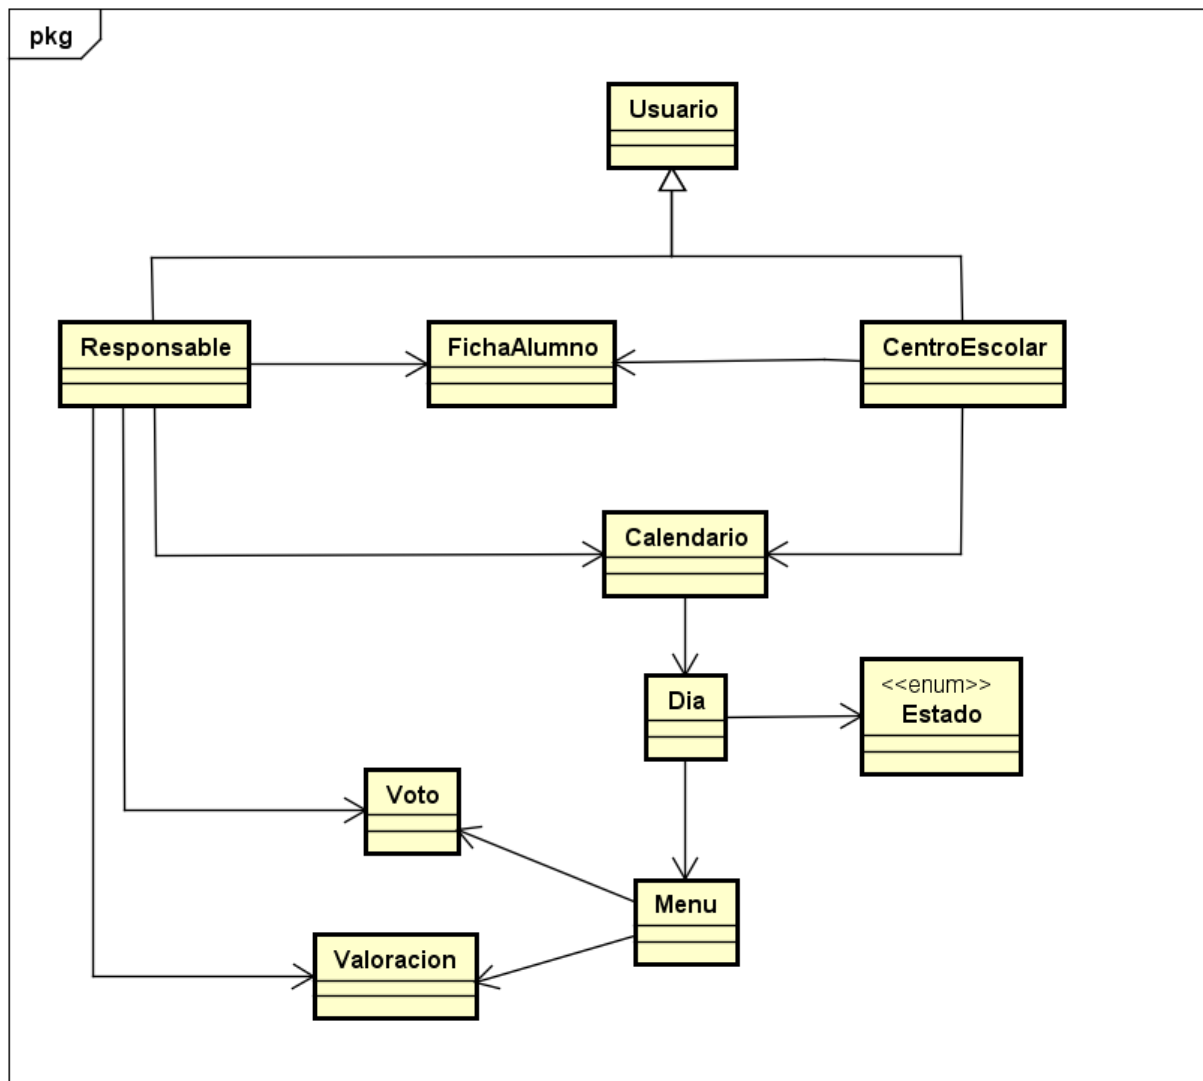 pkg
Usuario
Responsable
FichaAlumno
CentroEscolar
Calendario
Dia
<<enum>>
Estado
Voto
Menu
Valoracion